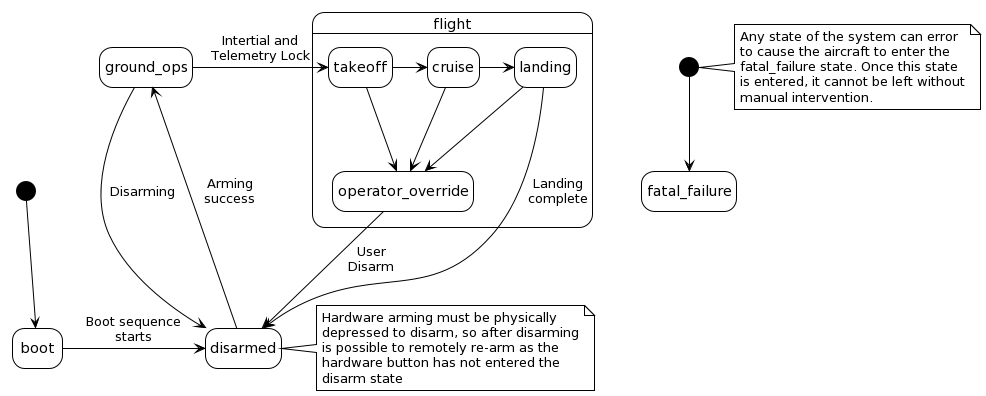 flight
Intertial and
Telemetry Lock
ground_ops
takeoff
cruise
landing
Any state of the system can error
to cause the aircraft to enter the
fatal_failure state. Once this state
is entered, it cannot be left without
manual intervention.
Disarming
Arming
success
operator_override
Landing
complete
fatal_failure
User
Disarm
Boot sequence
starts
boot
disarmed
Hardware arming must be physically
depressed to disarm, so after disarming
is possible to remotely re-arm as the
hardware button has not entered the
disarm state